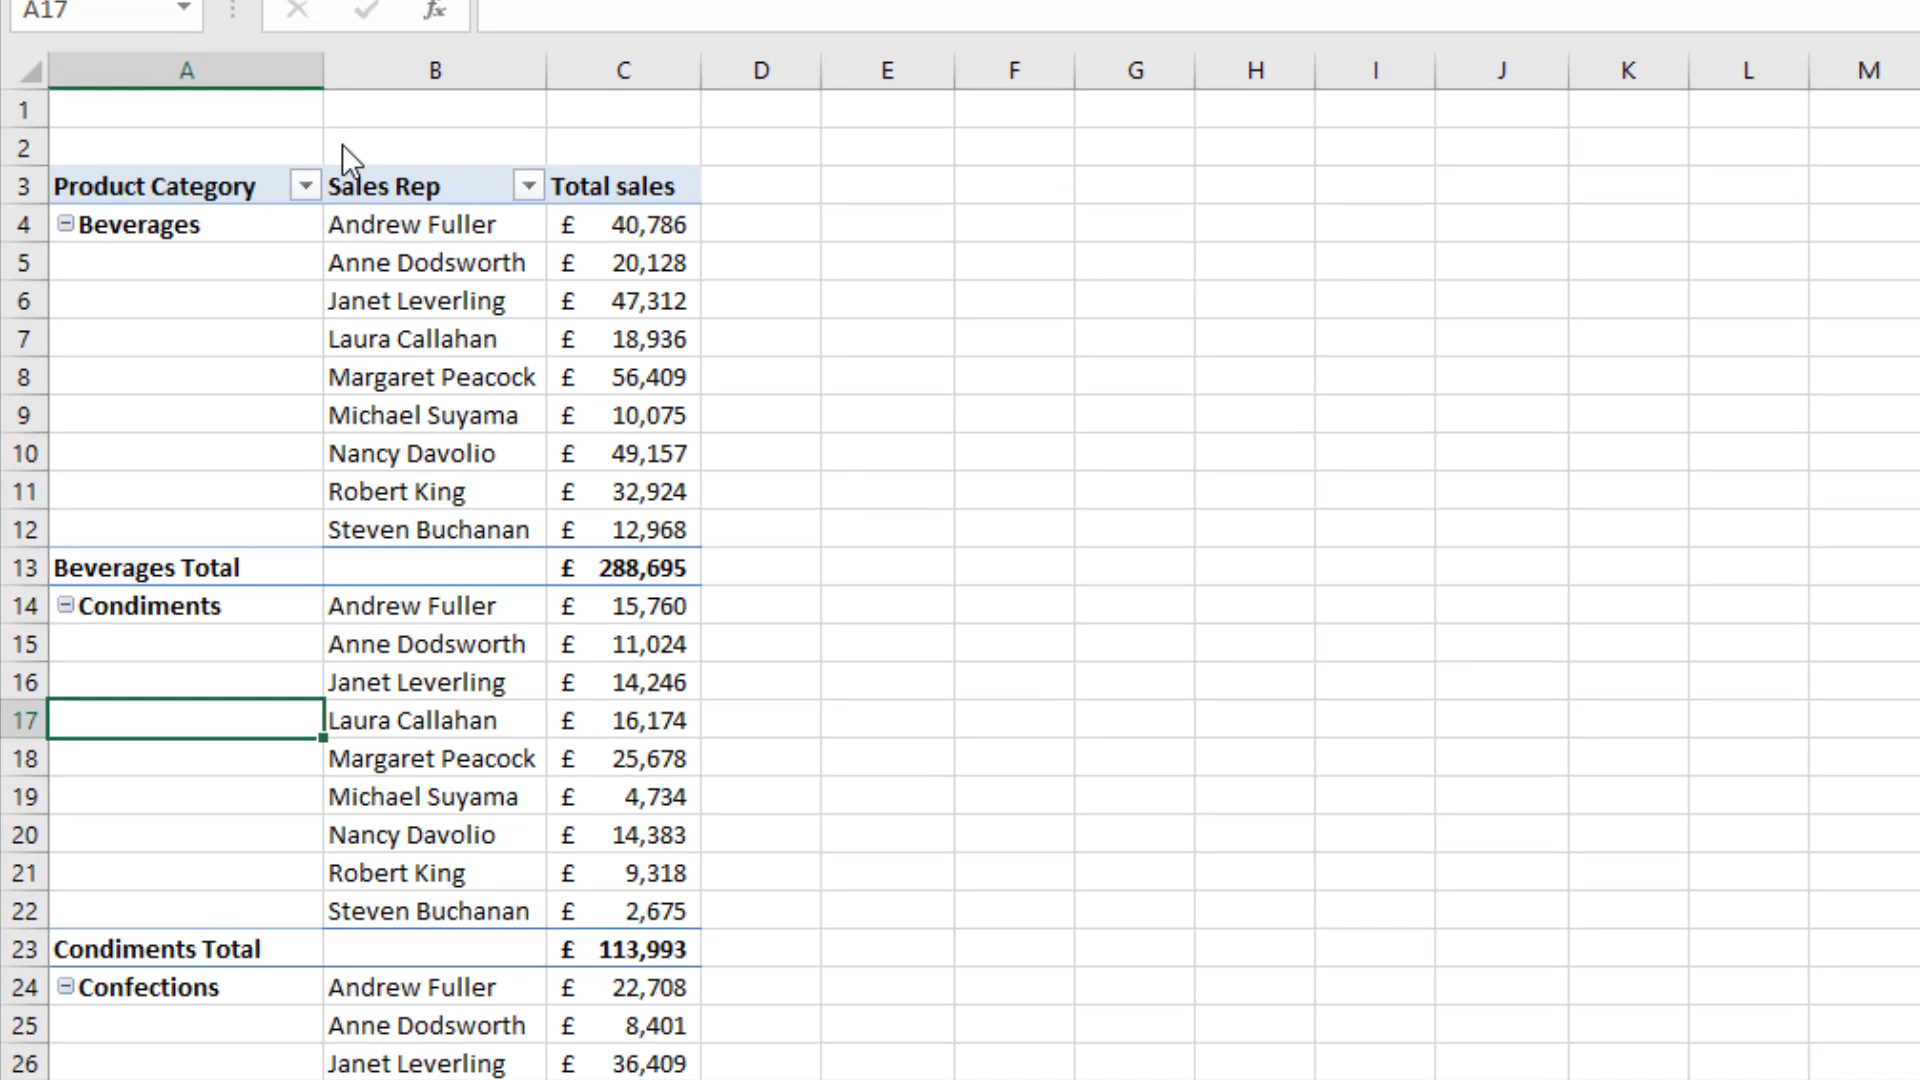 A17 fx
A B C D E F G H I J K L M
1
2
3 Product Category Sales Rep Total sales
4 Beverages Andrew Fuller £ 40,786
5 Anne Dodsworth £ 20,128
6 Janet Leverling £ 47,312
7 Laura Callahan £ 18,936
8 Margaret Peacock £ 56,409
9 Michael Suyama £ 10,075
10 Nancy Davolio £ 49,157
11 Robert King £ 32,924
12 Steven Buchanan £ 12,968
13 Beverages Total £ 288,695
14 Condiments Andrew Fuller £ 15,760
15 Anne Dodsworth £ 11,024
16 Janet Leverling £ 14,246
17 Laura Callahan £ 16,174
18 Margaret Peacock £ 25,678
19 Michael Suyama £ 4,734
20 Nancy Davolio £ 14,383
21 Robert King £ 9,318
22 Steven Buchanan £ 2,675
23 Condiments Total £ 113,993
24 Confections Andrew Fuller £ 22,708
25 Anne Dodsworth £ 8,401
26 Janet Leverling £ 36,409